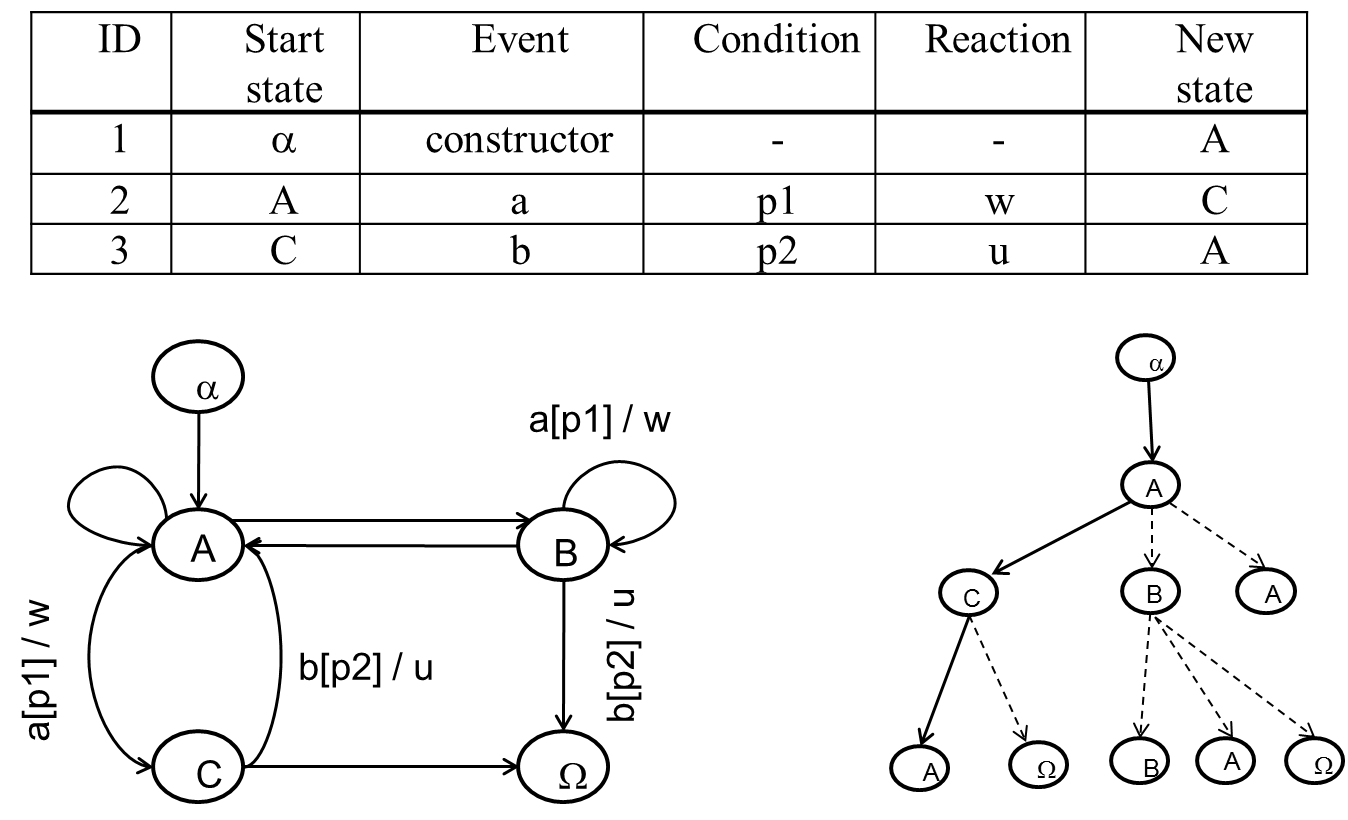 ID Start state Event Condition Reaction New state
1 α constructor - - A
2 A a p1 w C
3 C b p2 u A
α
a[p1] / w
A
B
a[p1] / w
b[p2] / u
b[p2] / u
C
Ω
α
A
C
B
A
A
Ω
B
A
Ω